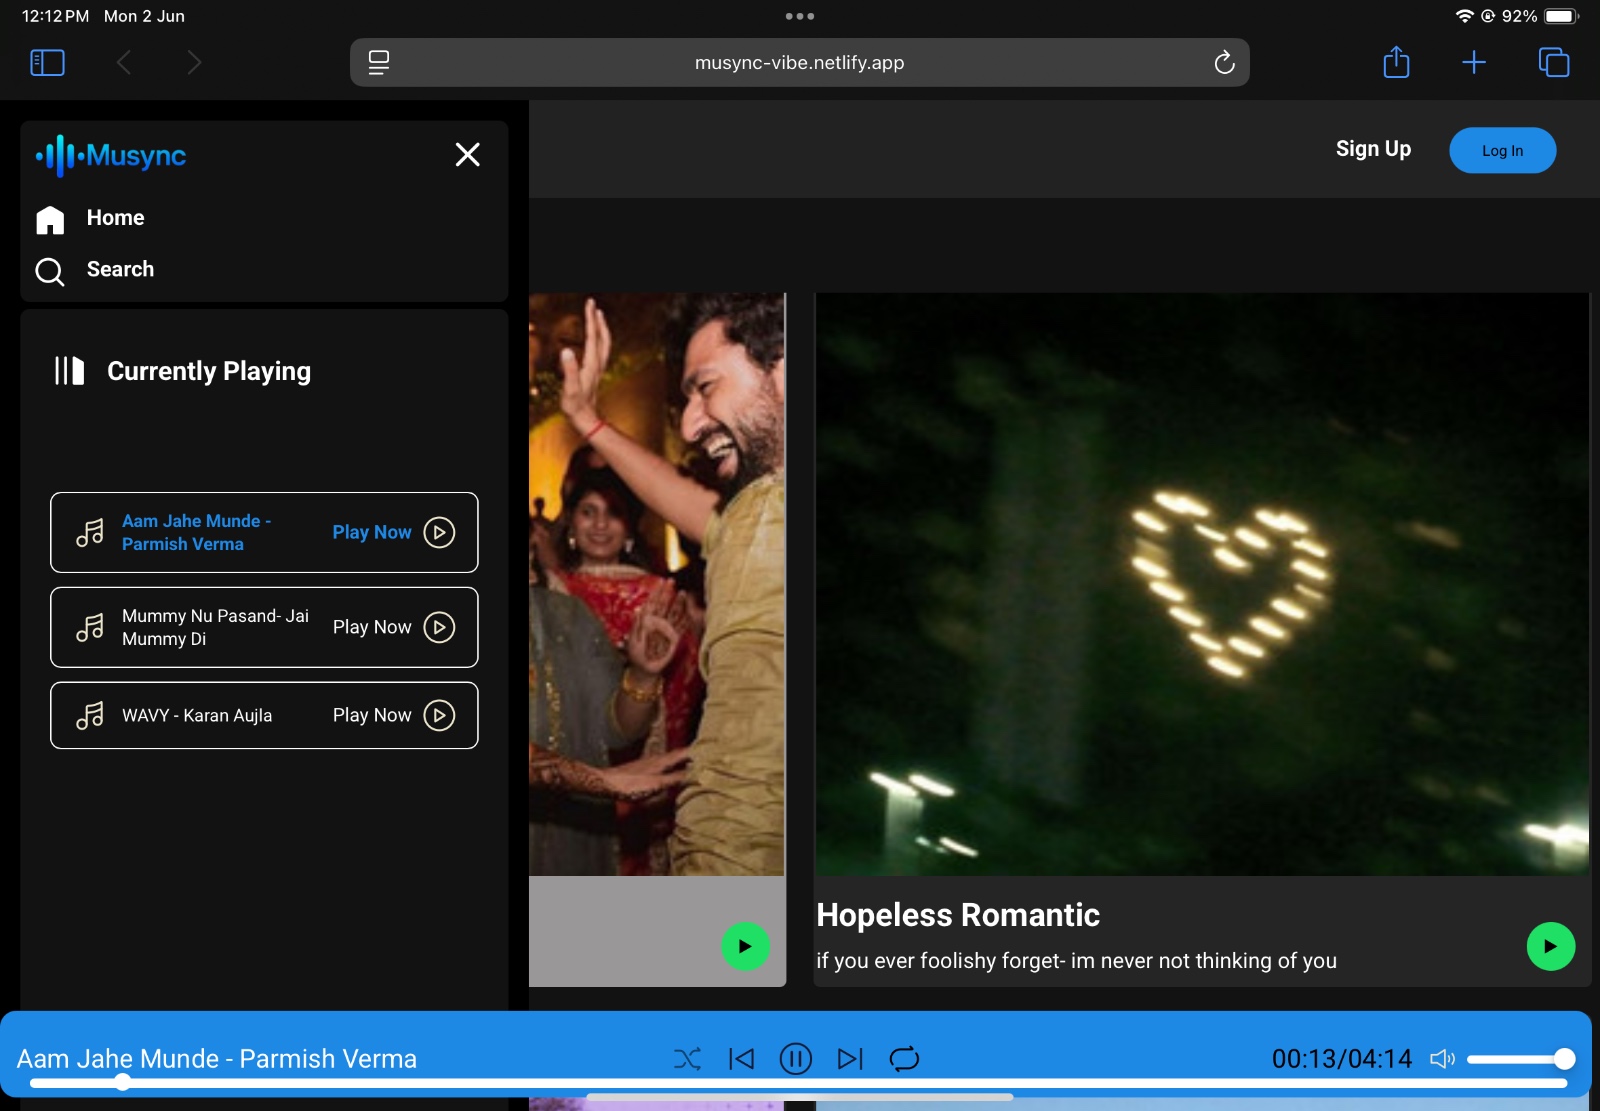 12:12 PM Mon 2 Jun
92%
musync-vibe.netlify.app
Musync
Sign Up
Log In
Home
Search
Currently Playing
Aam Jahe Munde -
Parmish Verma
Play Now
Mummy Nu Pasand- Jai
Mummy Di
Play Now
WAVY - Karan Aujla
Play Now
Hopeless Romantic
if you ever foolishy forget- im never not thinking of you
Aam Jahe Munde - Parmish Verma
00:13/04:14